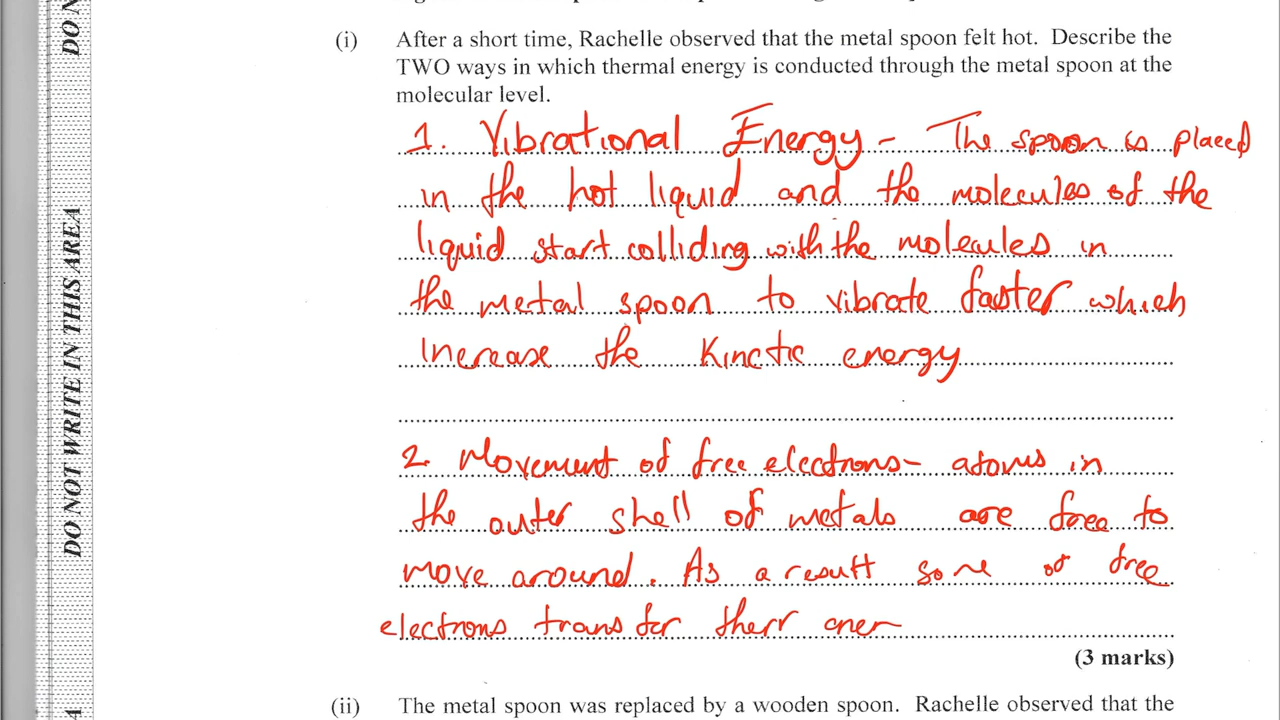 (i) After a short time, Rachelle observed that the metal spoon felt hot. Describe the
TWO ways in which thermal energy is conducted through the metal spoon at the
molecular level.
1. Vibrational Energy - The spoon is placed
in the hot liquid and the molecules of the
liquid start colliding with the molecules in
the metal spoon to vibrate faster which
increase the kinetic energy
2. Movement of free electrons - atoms in
the outer shell of metals are free to
move around. As a result some of free
electrons transfer their ener
(3 marks)
(ii) The metal spoon was replaced by a wooden spoon. Rachelle observed that the
DO NOT WRITE IN THIS AREA
DO N